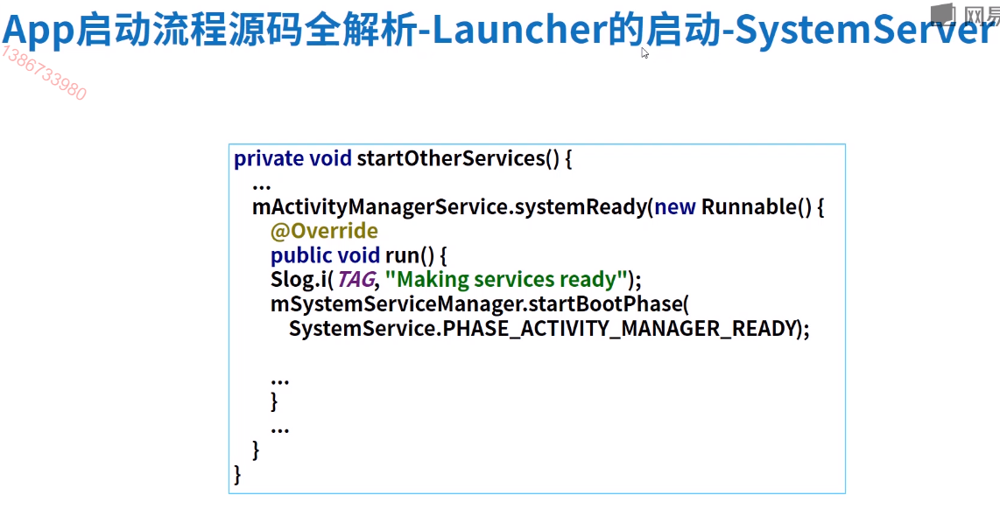 App启动流程源码全解析-Launcher的启动-SystemServer
网易
1386733980
private void startOtherServices() {
...
mActivityManagerService.systemReady(new Runnable() {
@Override
public void run() {
Slog.i(TAG, "Making services ready");
mSystemServiceManager.startBootPhase(
SystemService.PHASE_ACTIVITY_MANAGER_READY);
...
}
...
}
}